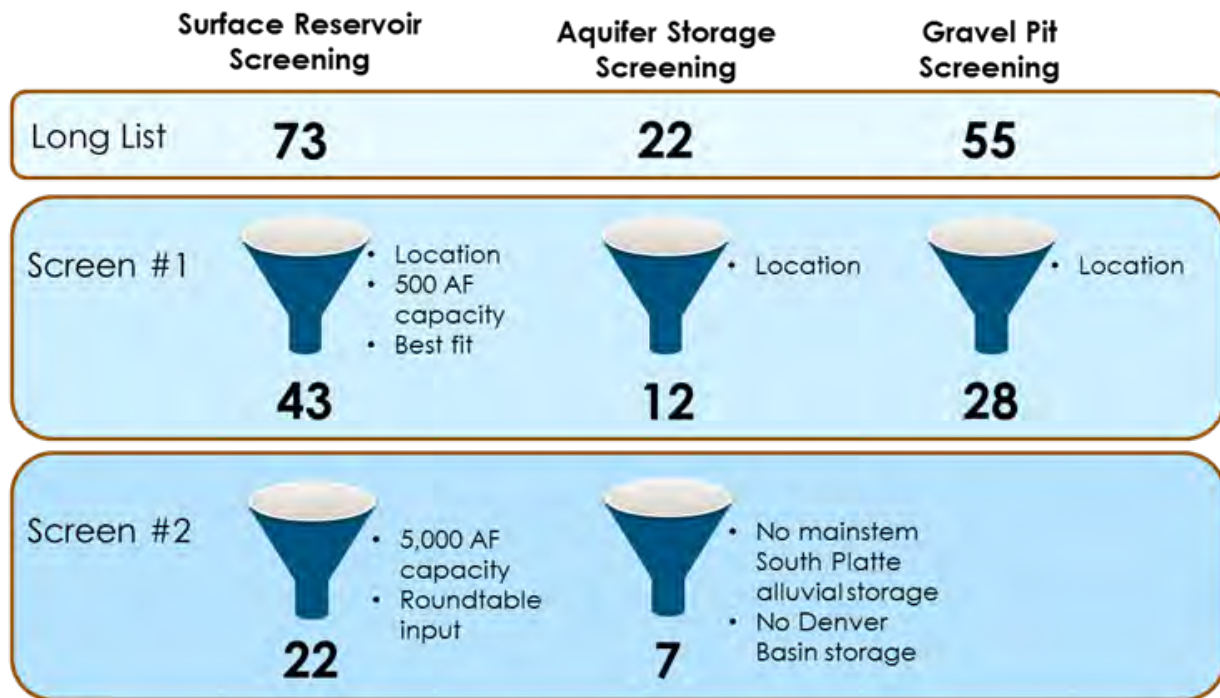 Surface Reservoir
Screening
Aquifer Storage
Screening
Gravel Pit
Screening
Long List
73
22
55
Screen #1
• Location
• 500 AF
capacity
• Best fit
43
• Location
12
• Location
28
Screen #2
• 5,000 AF
capacity
• Roundtable
input
22
• No mainstem
South Platte
alluvial storage
• No Denver
Basin storage
7